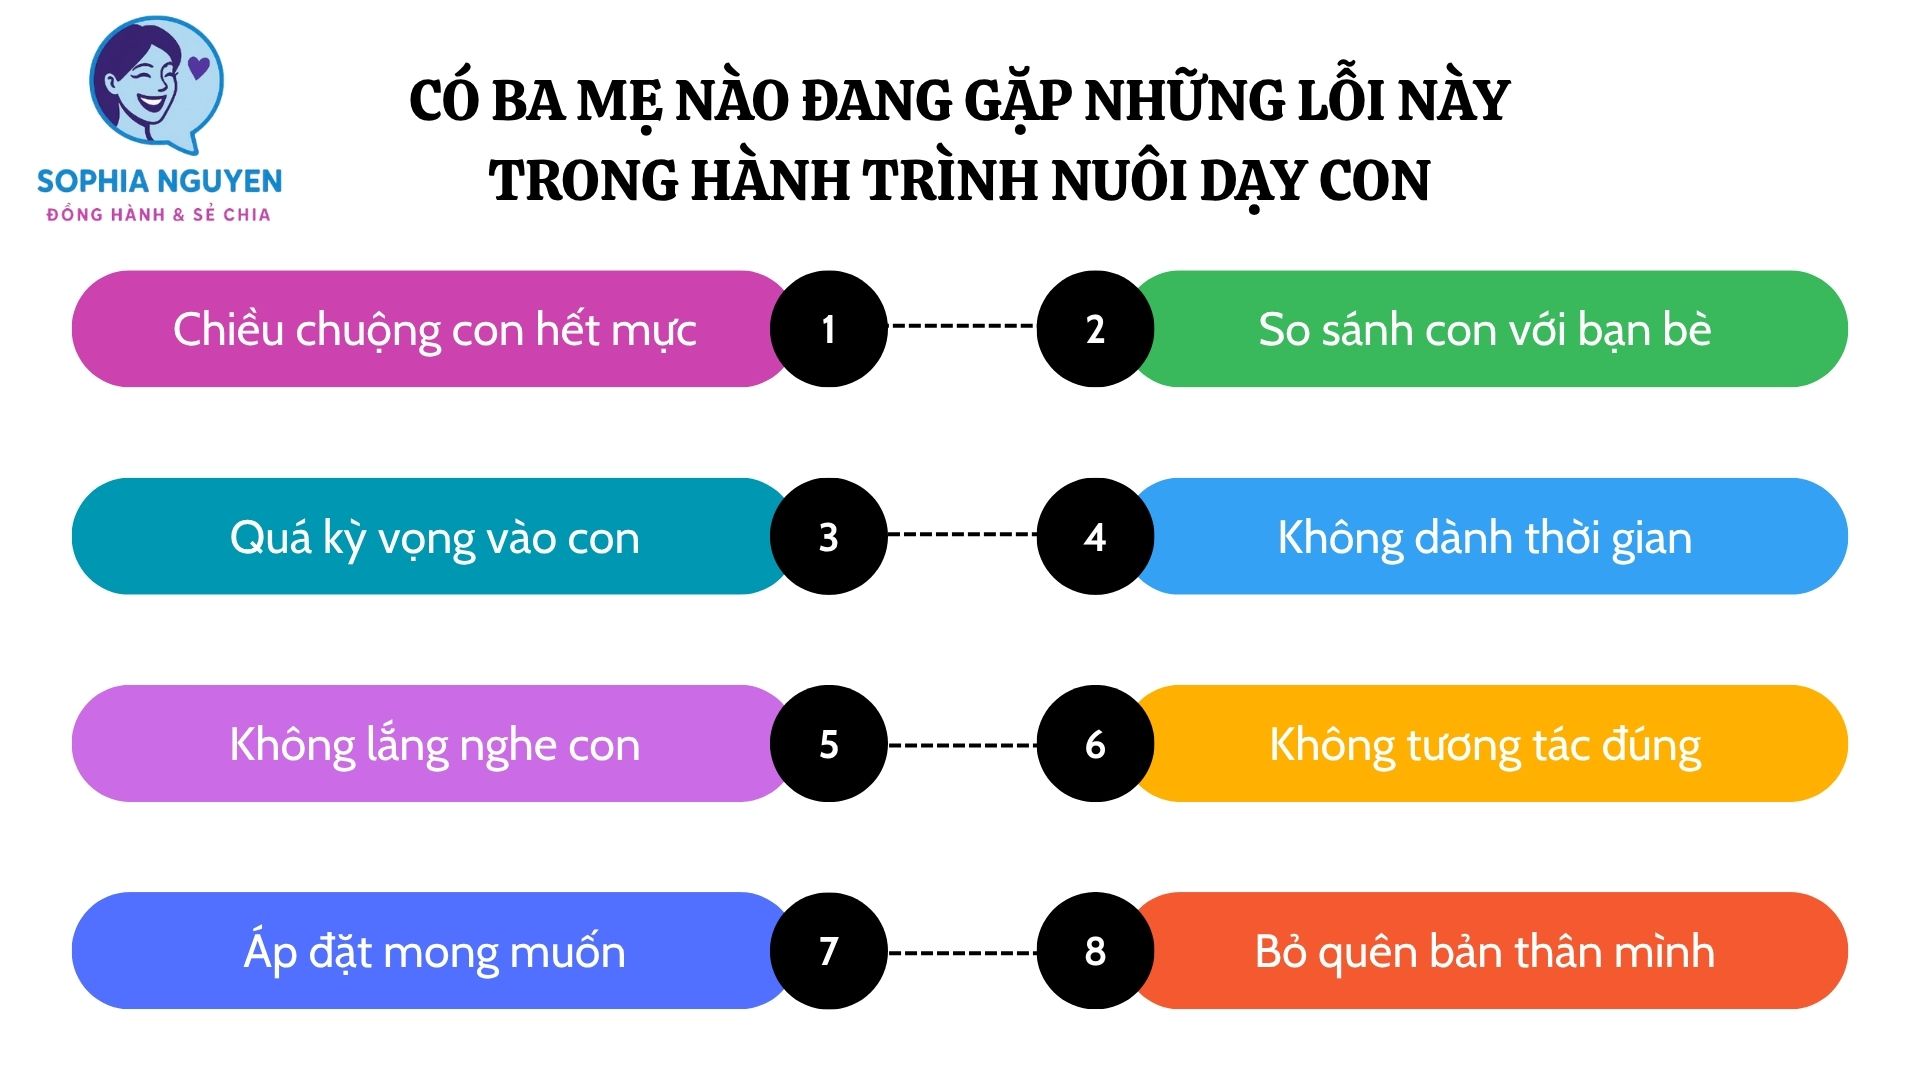 SOPHIA NGUYEN
ĐỒNG HÀNH & SẺ CHIA
CÓ BA MẸ NÀO ĐANG GẶP NHỮNG LỖI NÀY
TRONG HÀNH TRÌNH NUÔI DẠY CON
Chiều chuộng con hết mực
1
2
So sánh con với bạn bè
Quá kỳ vọng vào con
3
4
Không dành thời gian
Không lắng nghe con
5
6
Không tương tác đúng
Áp đặt mong muốn
7
8
Bỏ quên bản thân mình